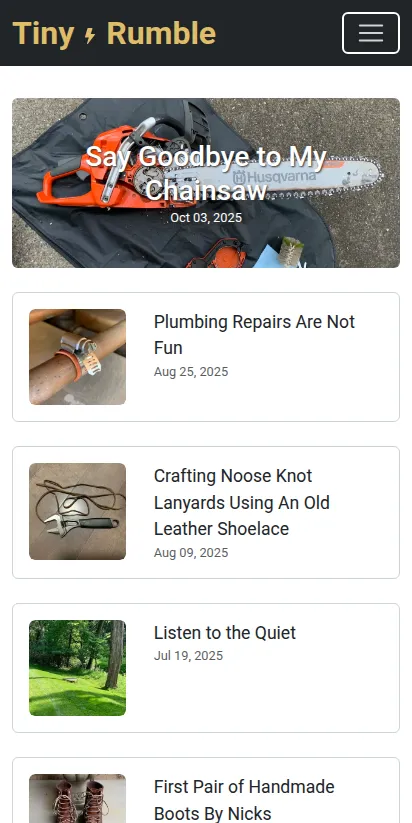 Tiny Rumble
Say Goodbye to My
Chainsaw
Husqvarna
Oct 03, 2025
Plumbing Repairs Are Not
Fun
Aug 25, 2025
Crafting Noose Knot
Lanyards Using An Old
Leather Shoelace
Aug 09, 2025
Listen to the Quiet
Jul 19, 2025
First Pair of Handmade
Boots By Nicks